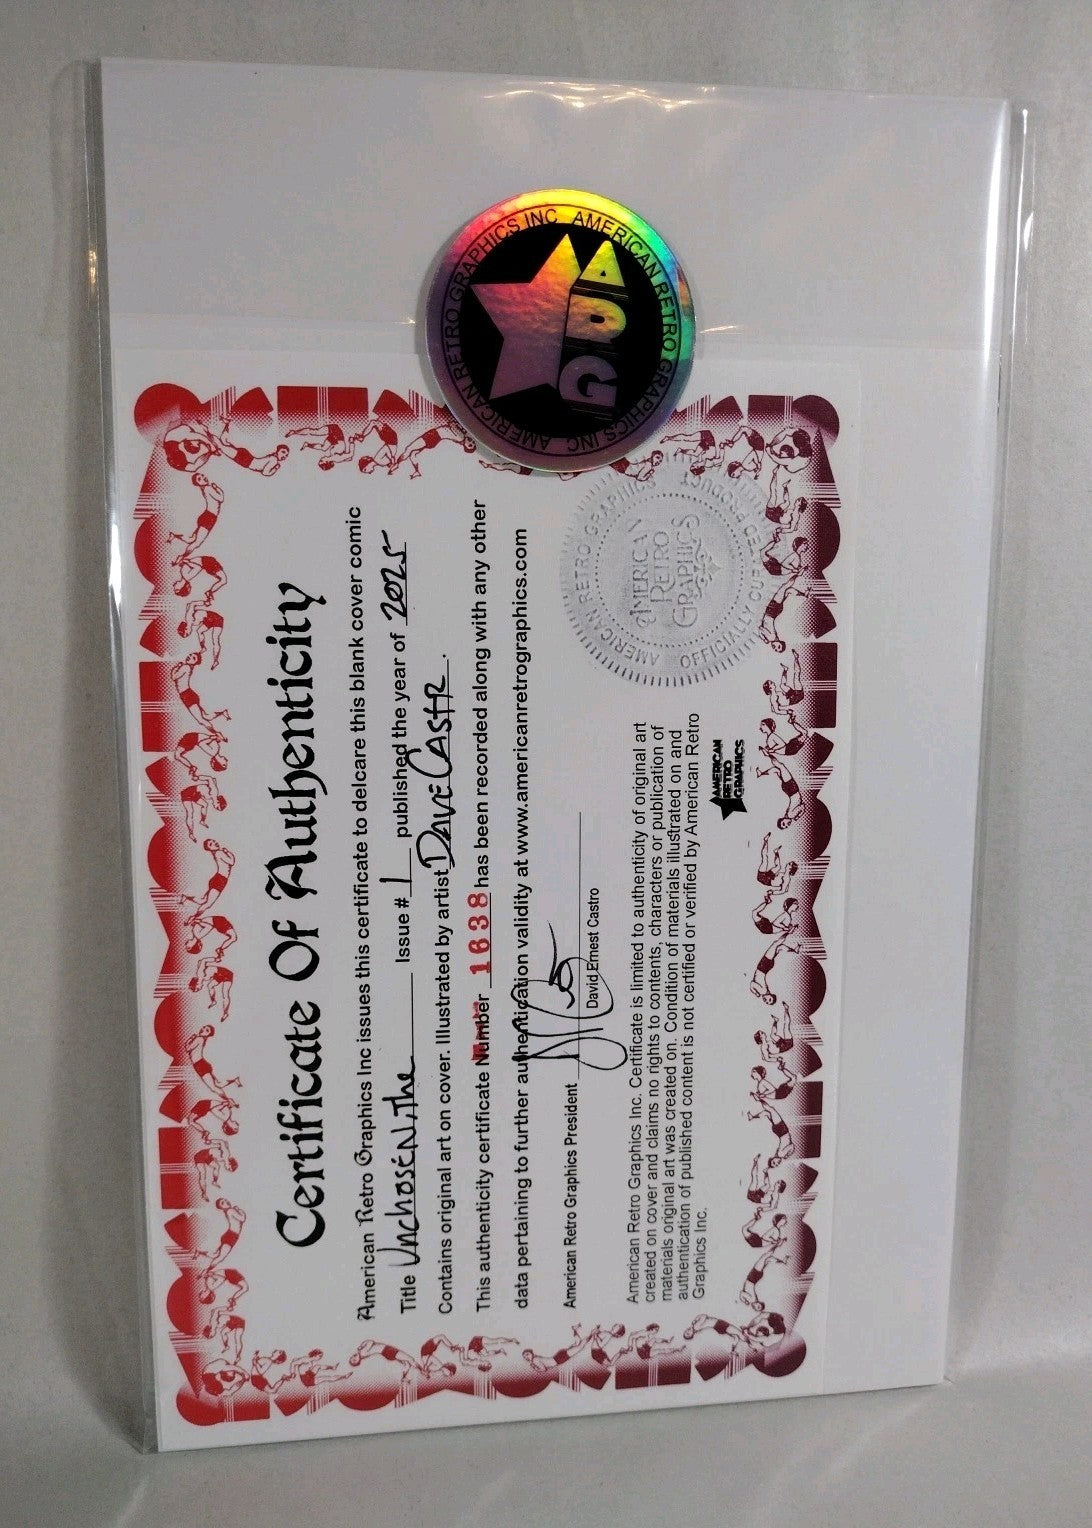 Certificate Of Authenticity
American Retro Graphics Inc issues this certificate to delcare this blank cover comic
Title UnchosenIthe Issue # 1 published the year of 2025
Contains original art on cover. Illustrated by artist DAVE CASTR.
This authenticity certificate Number 1638 has been recorded along with any other
data pertaining to further authentication validity at www.americanretrographics.com
American Retro Graphics President
David Ernest Castro
American Retro Graphics Inc. Certificate is limited to authenticity of original art
created on cover and claims no rights to contents, characters or publication of
materials original art was created on. Condition of materials illustrated on and
authentication of published content is not certified or verified by American Retro
Graphics Inc.
AMERICAN
RETRO
GRAPHICS
AMERICAN RETRO GRAPHICS INC AMERICAN RETRO GRAPHICS INC
ARG
AMERICAN RETRO GRAPHICS
AMERICAN
RETRO
GRAPHICS
OFFICIALLY CERTIFIED PRODUCT